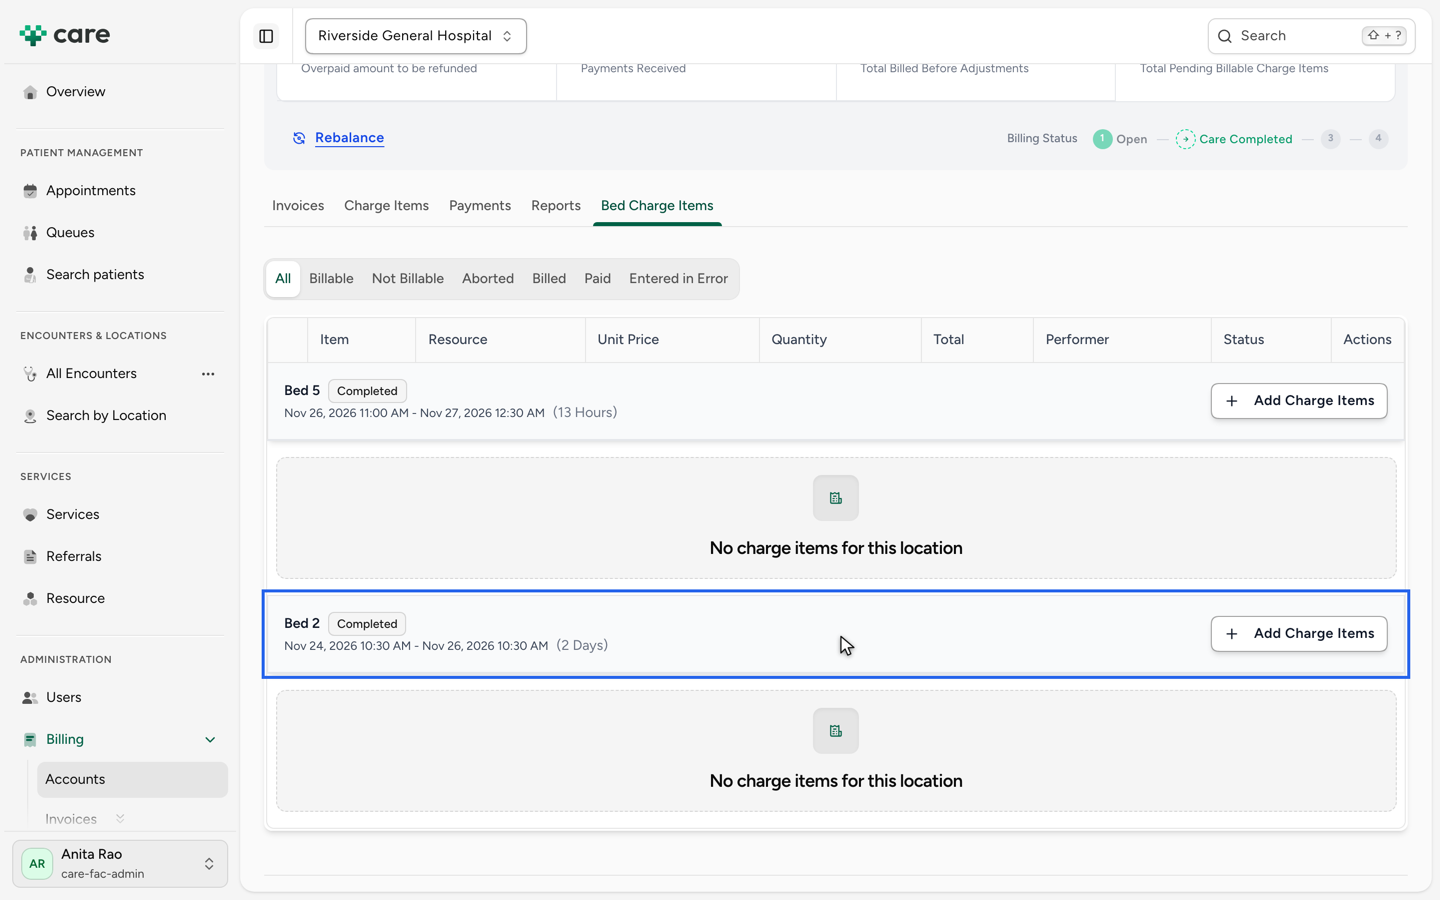 care
Riverside General Hospital
Search
+ ?
Overview
PATIENT MANAGEMENT
Appointments
Queues
Search patients
ENCOUNTERS & LOCATIONS
All Encounters
Search by Location
SERVICES
Services
Referrals
Resource
ADMINISTRATION
Users
Billing
Accounts
Invoices
AR
Anita Rao
care-fac-admin
Overpaid amount to be refunded
Payments Received
Total Billed Before Adjustments
Total Pending Billable Charge Items
Rebalance
Billing Status 1 Open Care Completed 3 4
Invoices Charge Items Payments Reports Bed Charge Items
All Billable Not Billable Aborted Billed Paid Entered in Error
Item Resource Unit Price Quantity Total Performer Status Actions
Bed 5 Completed
Nov 26, 2026 11:00 AM - Nov 27, 2026 12:30 AM (13 Hours)
+ Add Charge Items
No charge items for this location
Bed 2 Completed
Nov 24, 2026 10:30 AM - Nov 26, 2026 10:30 AM (2 Days)
+ Add Charge Items
No charge items for this location